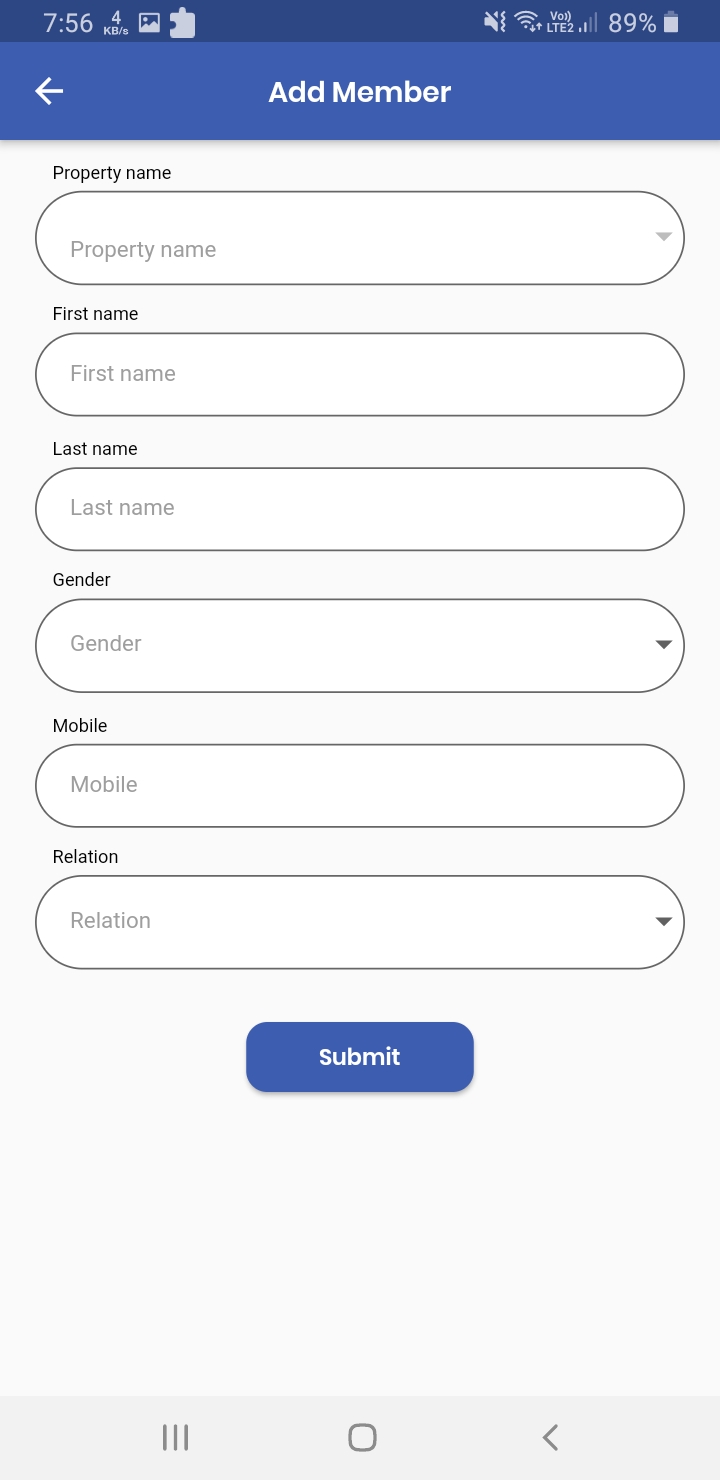 7:56 4 KB/s Vo)) LTE2 89%
Add Member
Property name
Property name
First name
First name
Last name
Last name
Gender
Gender
Mobile
Mobile
Relation
Relation
Submit